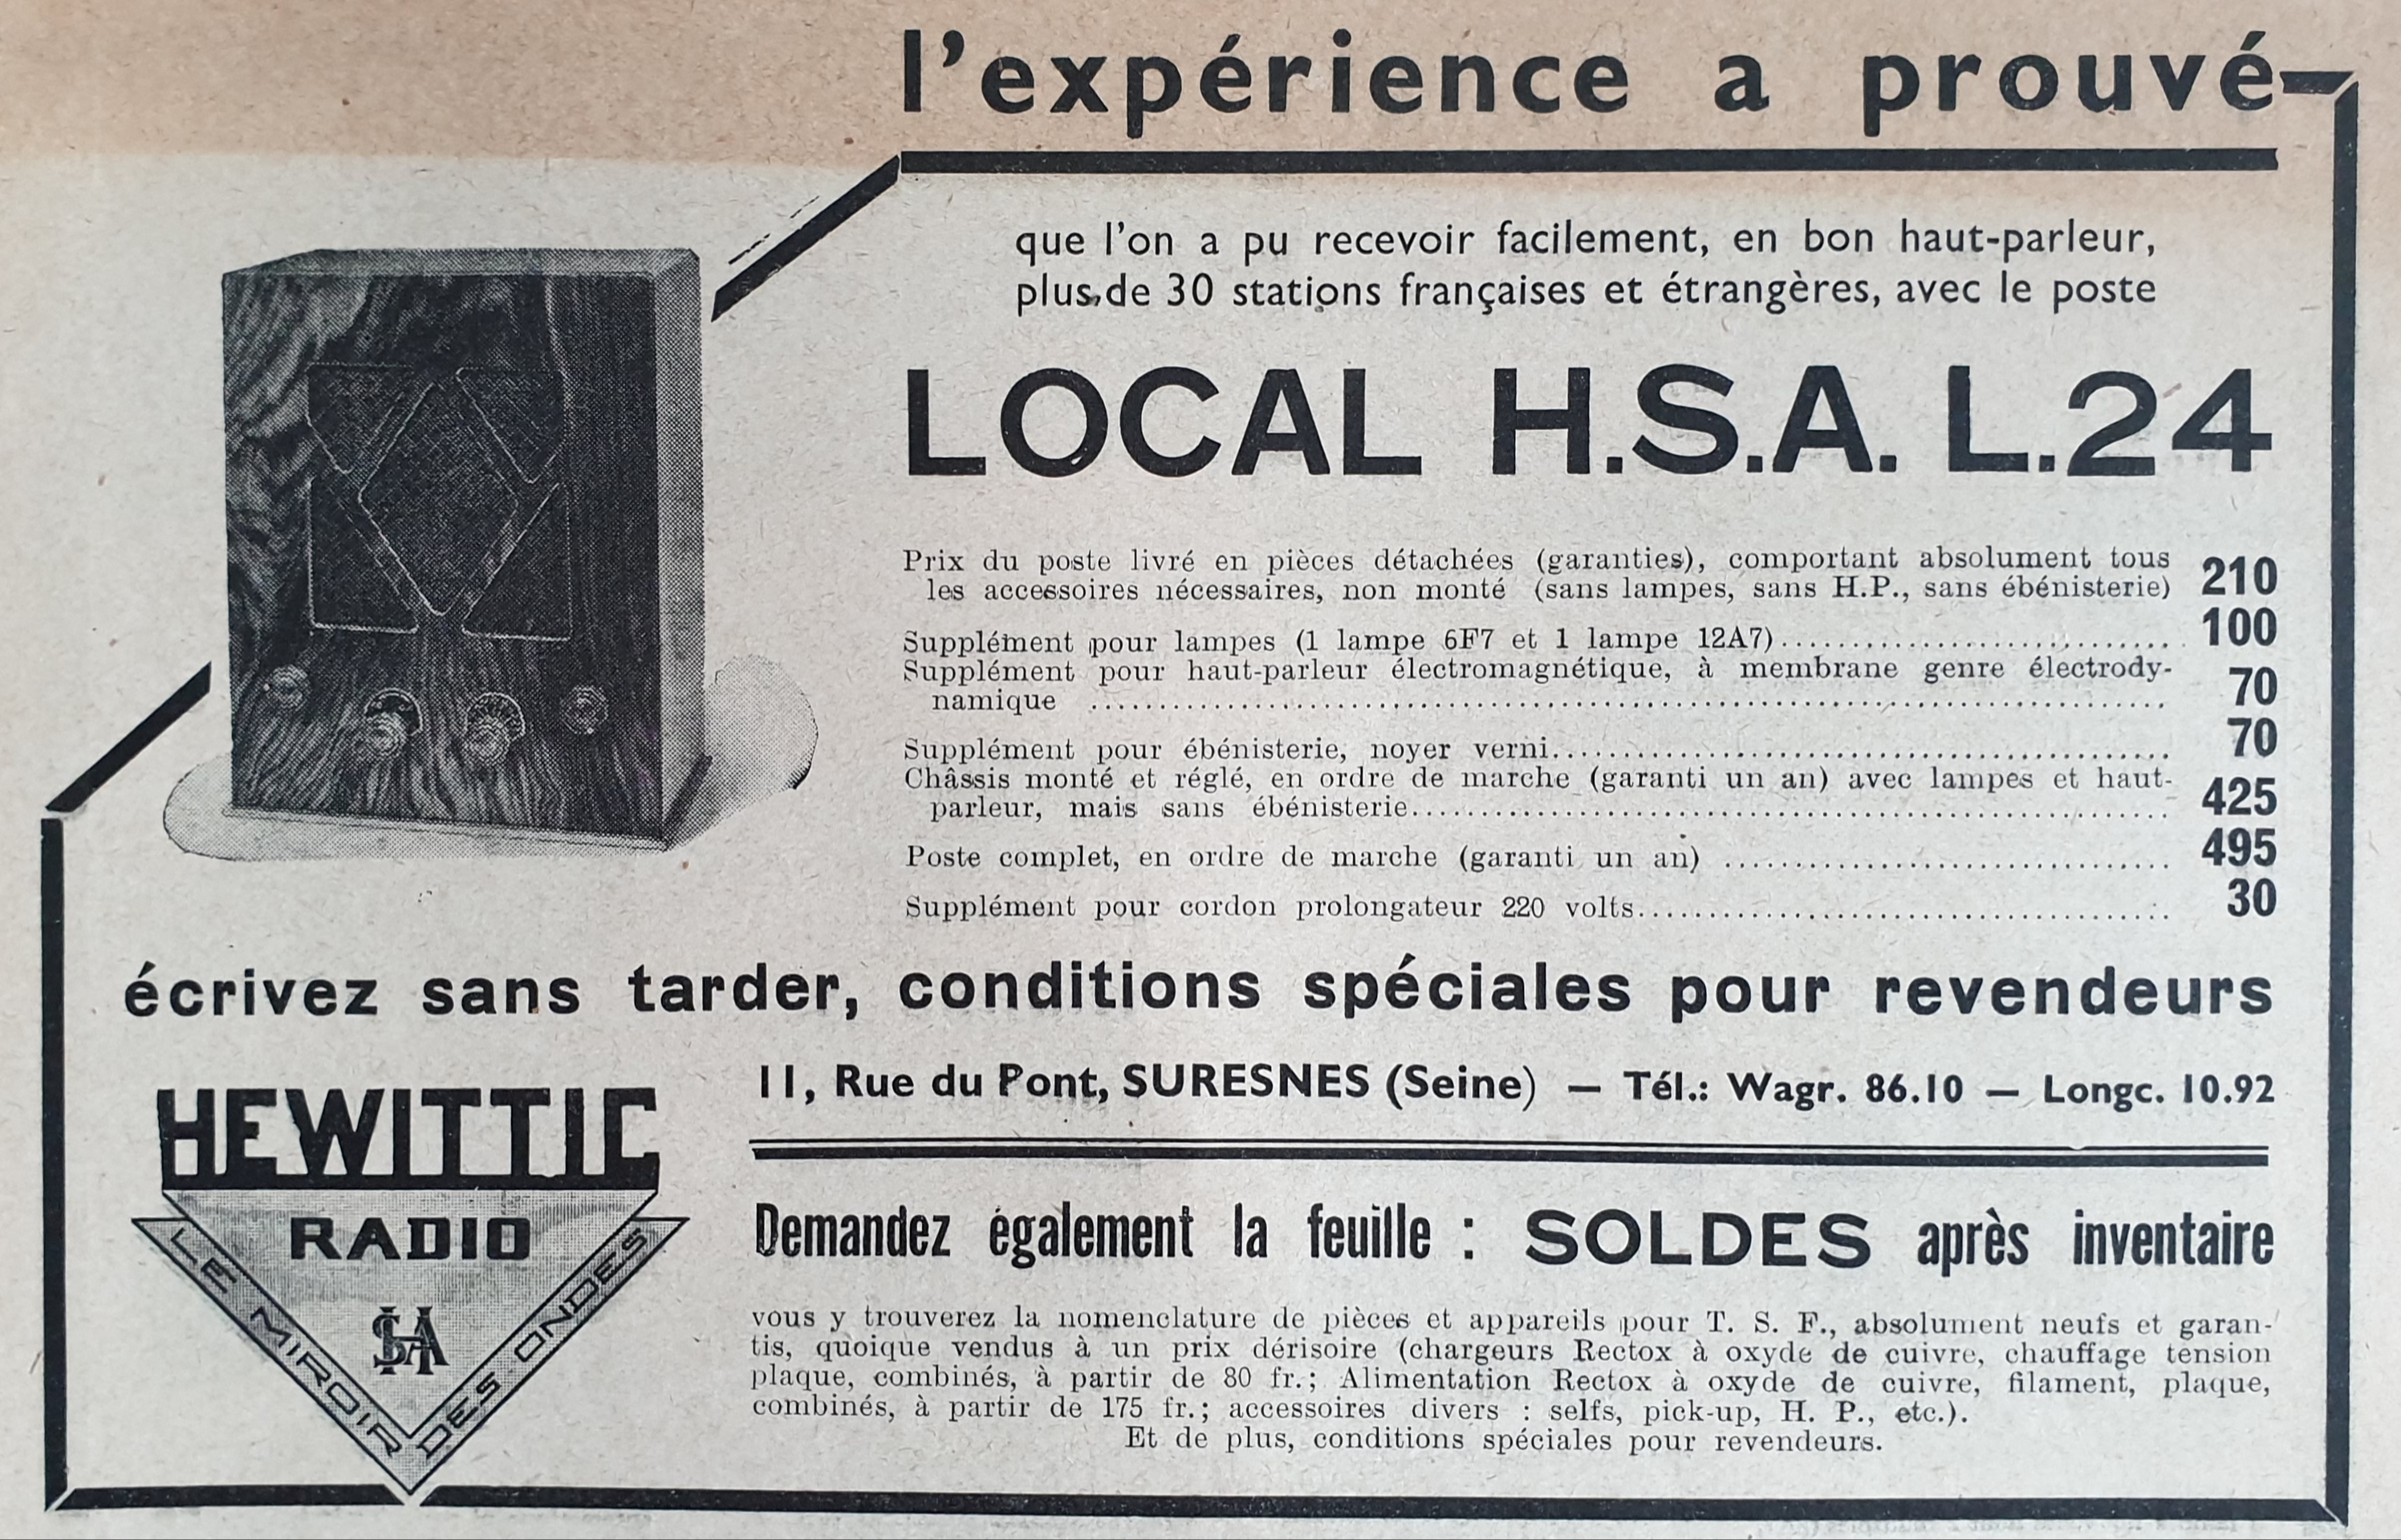 l'expérience a prouvé
que l'on a pu recevoir facilement, en bon haut-parleur,
plus de 30 stations françaises et étrangères, avec le poste
LOCAL H.S.A. L.24
Prix du poste livré en pièces détachées (garanties), comportant absolument tous
les accessoires nécessaires, non monté (sans lampes, sans H.P., sans ébénisterie) 210
Supplément pour lampes (1 lampe 6F7 et 1 lampe 12A7)........................ 100
Supplément pour haut-parleur électromagnétique, à membrane genre électrody-
namique ........................ 70
Supplément pour ébénisterie, noyer verni........................ 70
Châssis monté et réglé, en ordre de marche (garanti un an) avec lampes et haut-
parleur, mais sans ébénisterie........................ 425
Poste complet, en ordre de marche (garanti un an) ........................ 495
Supplément pour cordon prolongateur 220 volts........................ 30
écrivez sans tarder, conditions spéciales pour revendeurs
11, Rue du Pont, SURESNES (Seine) — Tél.: Wagr. 86.10 — Longc. 10.92
HEWITTIC
RADIO
HSA
LE MIROIR DES ONDES
Demandez également la feuille : SOLDES après inventaire
vous y trouverez la nomenclature de pièces et appareils pour T. S. F., absolument neufs et garan-
tis, quoique vendus à un prix dérisoire (chargeurs Rectox à oxyde de cuivre, chauffage tension
plaque, combinés, à partir de 80 fr.; Alimentation Rectox à oxyde de cuivre, filament, plaque,
combinés, à partir de 175 fr.; accessoires divers : selfs, pick-up, H. P., etc.).
Et de plus, conditions spéciales pour revendeurs.